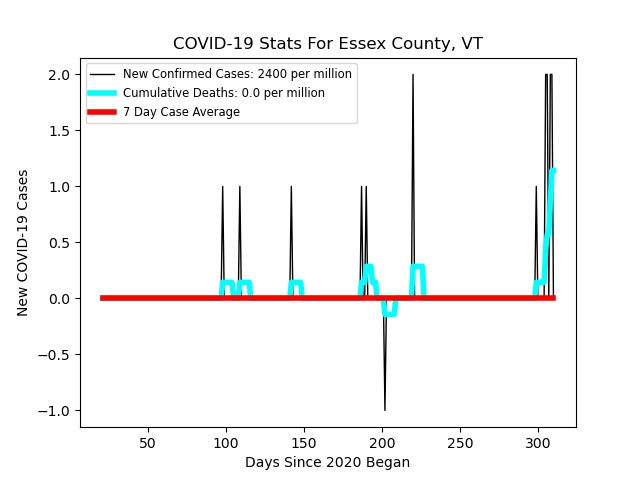 COVID-19 Stats For Essex County, VT
New Confirmed Cases: 2400 per million
Cumulative Deaths: 0.0 per million
7 Day Case Average
2.0
1.5
1.0
0.5
0.0
−0.5
−1.0
New COVID-19 Cases
50 100 150 200 250 300
Days Since 2020 Began